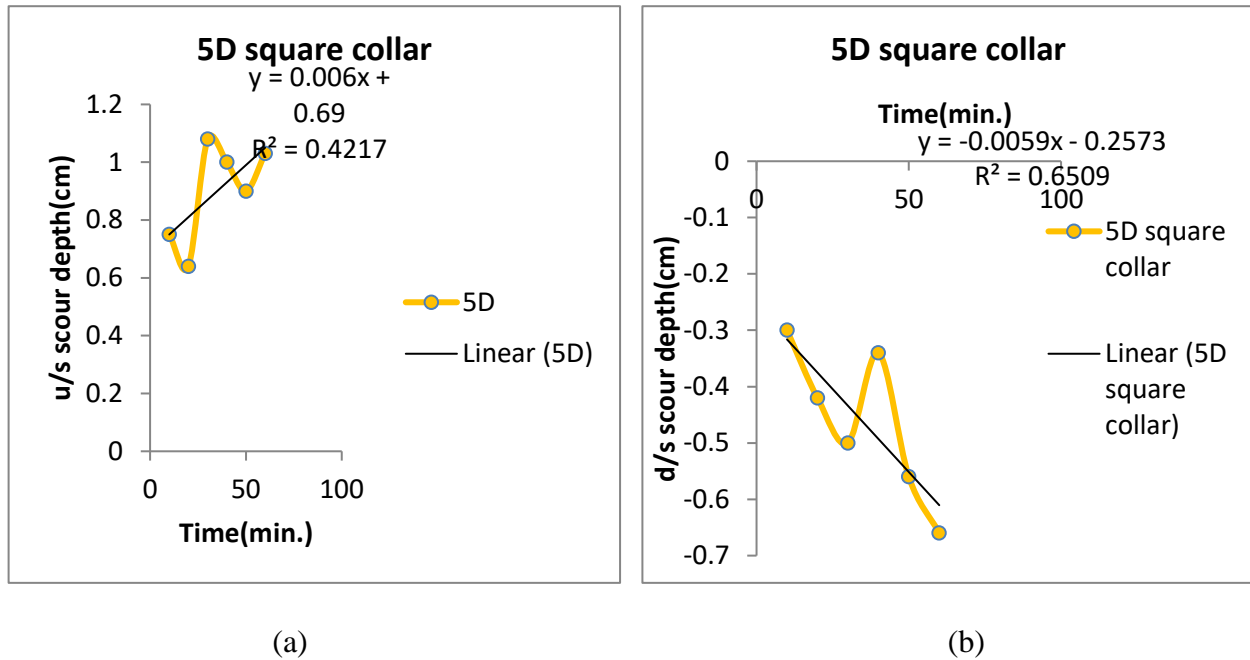 5D square collar
y = 0.006x +
0.69
R² = 0.4217
1.2
1
0.8
0.6
0.4
0.2
0
u/s scour depth(cm)
0 50 100
Time(min.)
5D
Linear (5D)
(a)
5D square collar
Time(min.)
y = -0.0059x - 0.2573
R² = 0.6509
0 50 100
0
-0.1
-0.2
-0.3
-0.4
-0.5
-0.6
-0.7
d/s scour depth(cm)
5D square
collar
Linear (5D
square
collar)
(b)